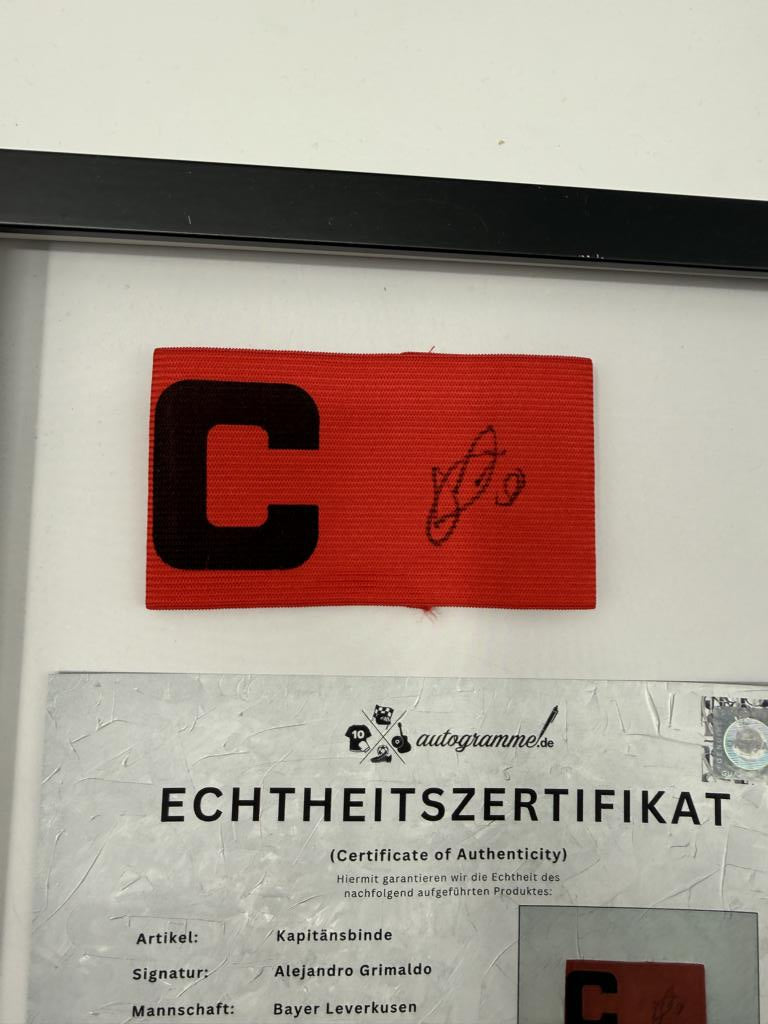 C
10
autogramme.de
ECHTHEITSZERTIFIKAT
(Certificate of Authenticity)
Hiermit garantieren wir die Echtheit des
nachfolgend aufgeführten Produktes:
Artikel: Kapitänsbinde
Signatur: Alejandro Grimaldo
Mannschaft: Bayer Leverkusen
C